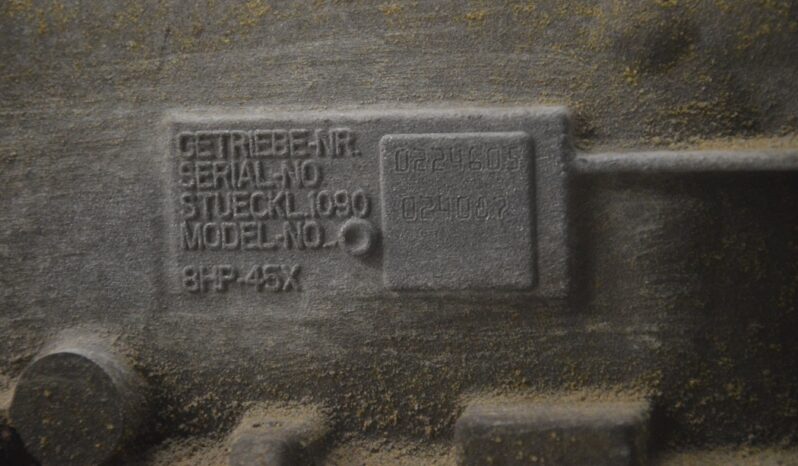 GETRIEBE-NR.
SERIAL-NO
0224605
STUECKL.1090
MODEL-NO.
8HP-45X